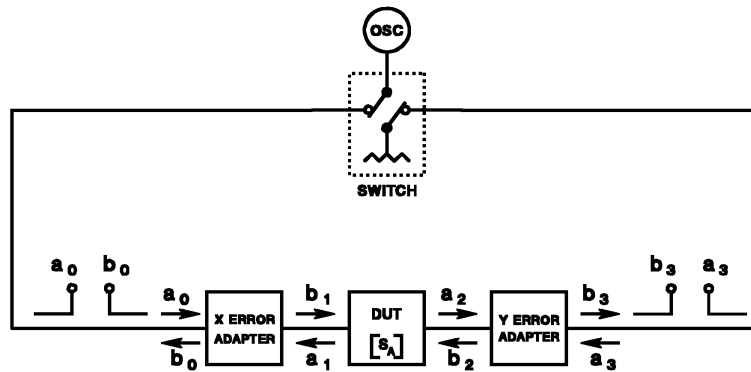 OSC
SWITCH
a0 b0 b3 a3
a0 b1 a2 b3
X ERROR
ADAPTER
DUT
[SA]
Y ERROR
ADAPTER
b0 a1 b2 a3